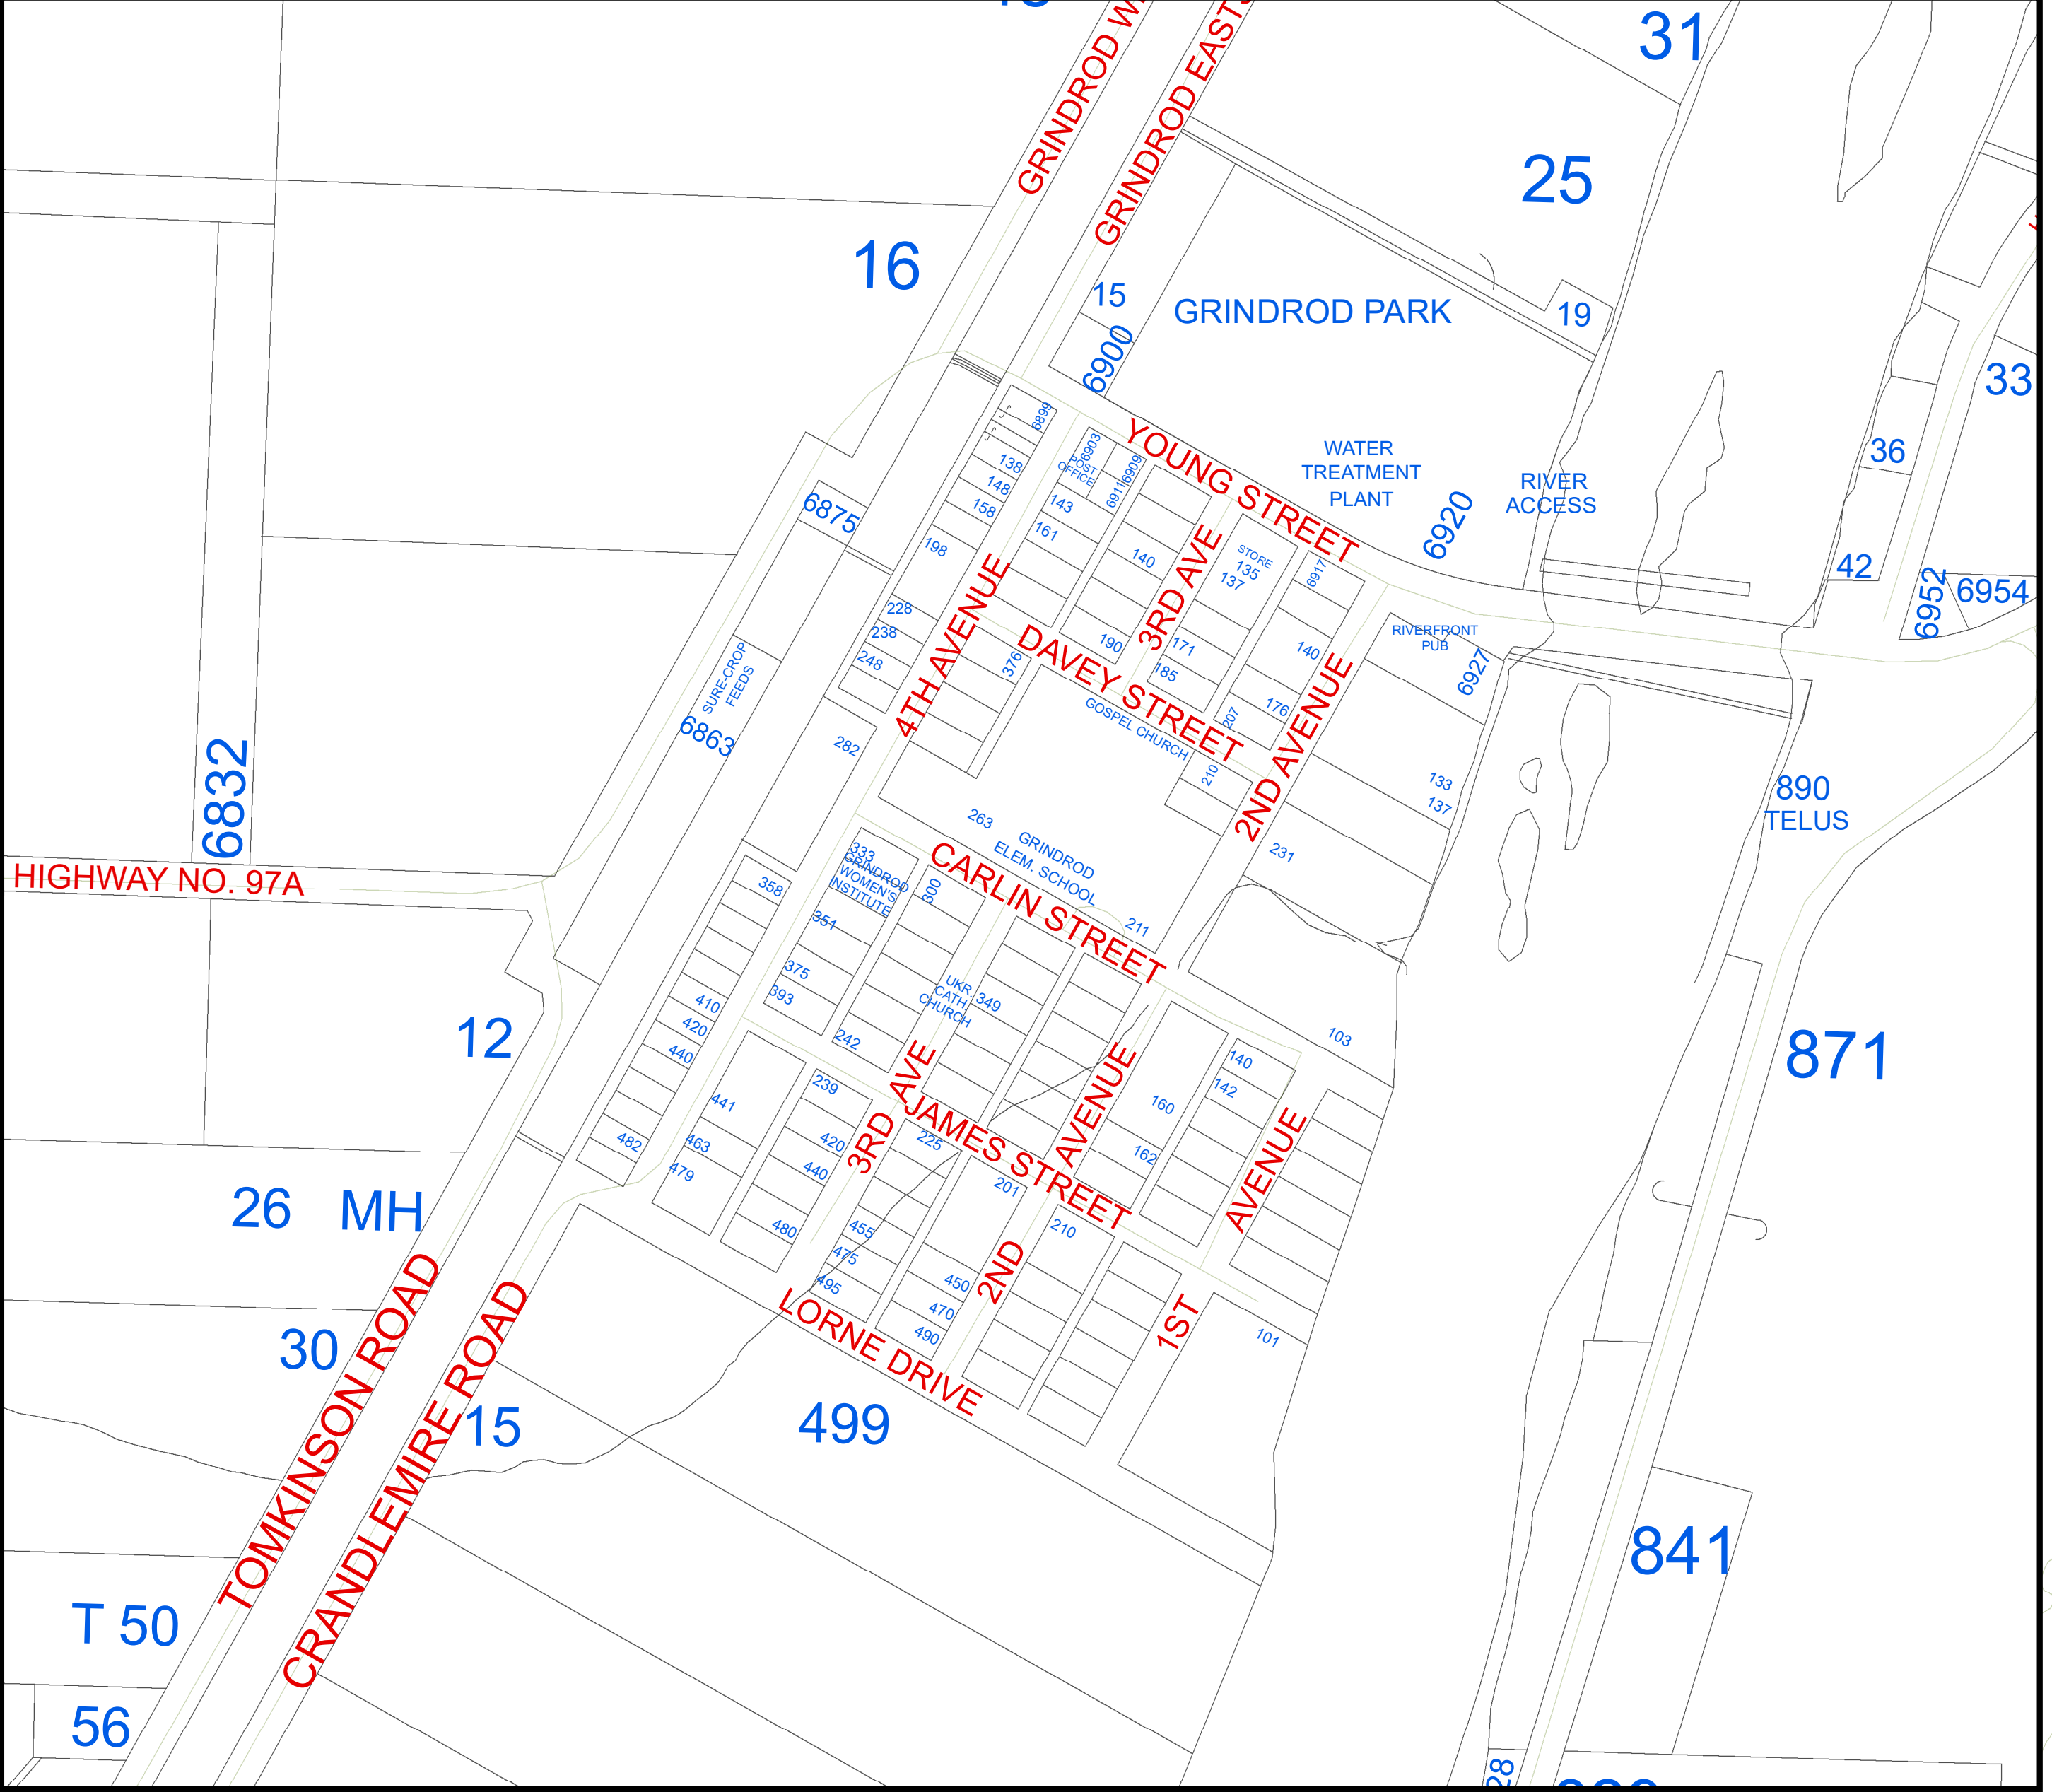 31
GRINDROD EAST
25
16
15
GRINDROD PARK
19
6900
33
6899
YOUNG STREET
WATER
TREATMENT
PLANT
6920
RIVER
ACCESS
36
6903
POST
OFFICE
6909
6911
138
148
158
143
161
198
6875
140
3RD AVE
STORE
135
137
6917
42
6952
6954
228
238
248
4TH AVENUE
376
DAVEY STREET
190
171
185
207
176
140
RIVERFRONT
PUB
6927
2ND AVENUE
SURE-CROP
FEEDS
6863
6832
282
GOSPEL CHURCH
210
133
137
890
TELUS
263
GRINDROD
ELEM. SCHOOL
211
231
HIGHWAY NO. 97A
333
GRINDROD
WOMEN'S
INSTITUTE
300
CARLIN STREET
358
351
375
393
242
UKR.
CATH.
CHURCH
349
410
420
440
482
12
103
871
140
142
160
162
3RD AVE
2ND AVENUE
1ST AVENUE
239
441
463
479
420
440
480
JAMES STREET
225
201
210
455
475
495
450
470
490
101
26 MH
30
TOMKINSON ROAD
CRANDLEMIRE ROAD
15
LORNE DRIVE
499
841
T 50
56
28